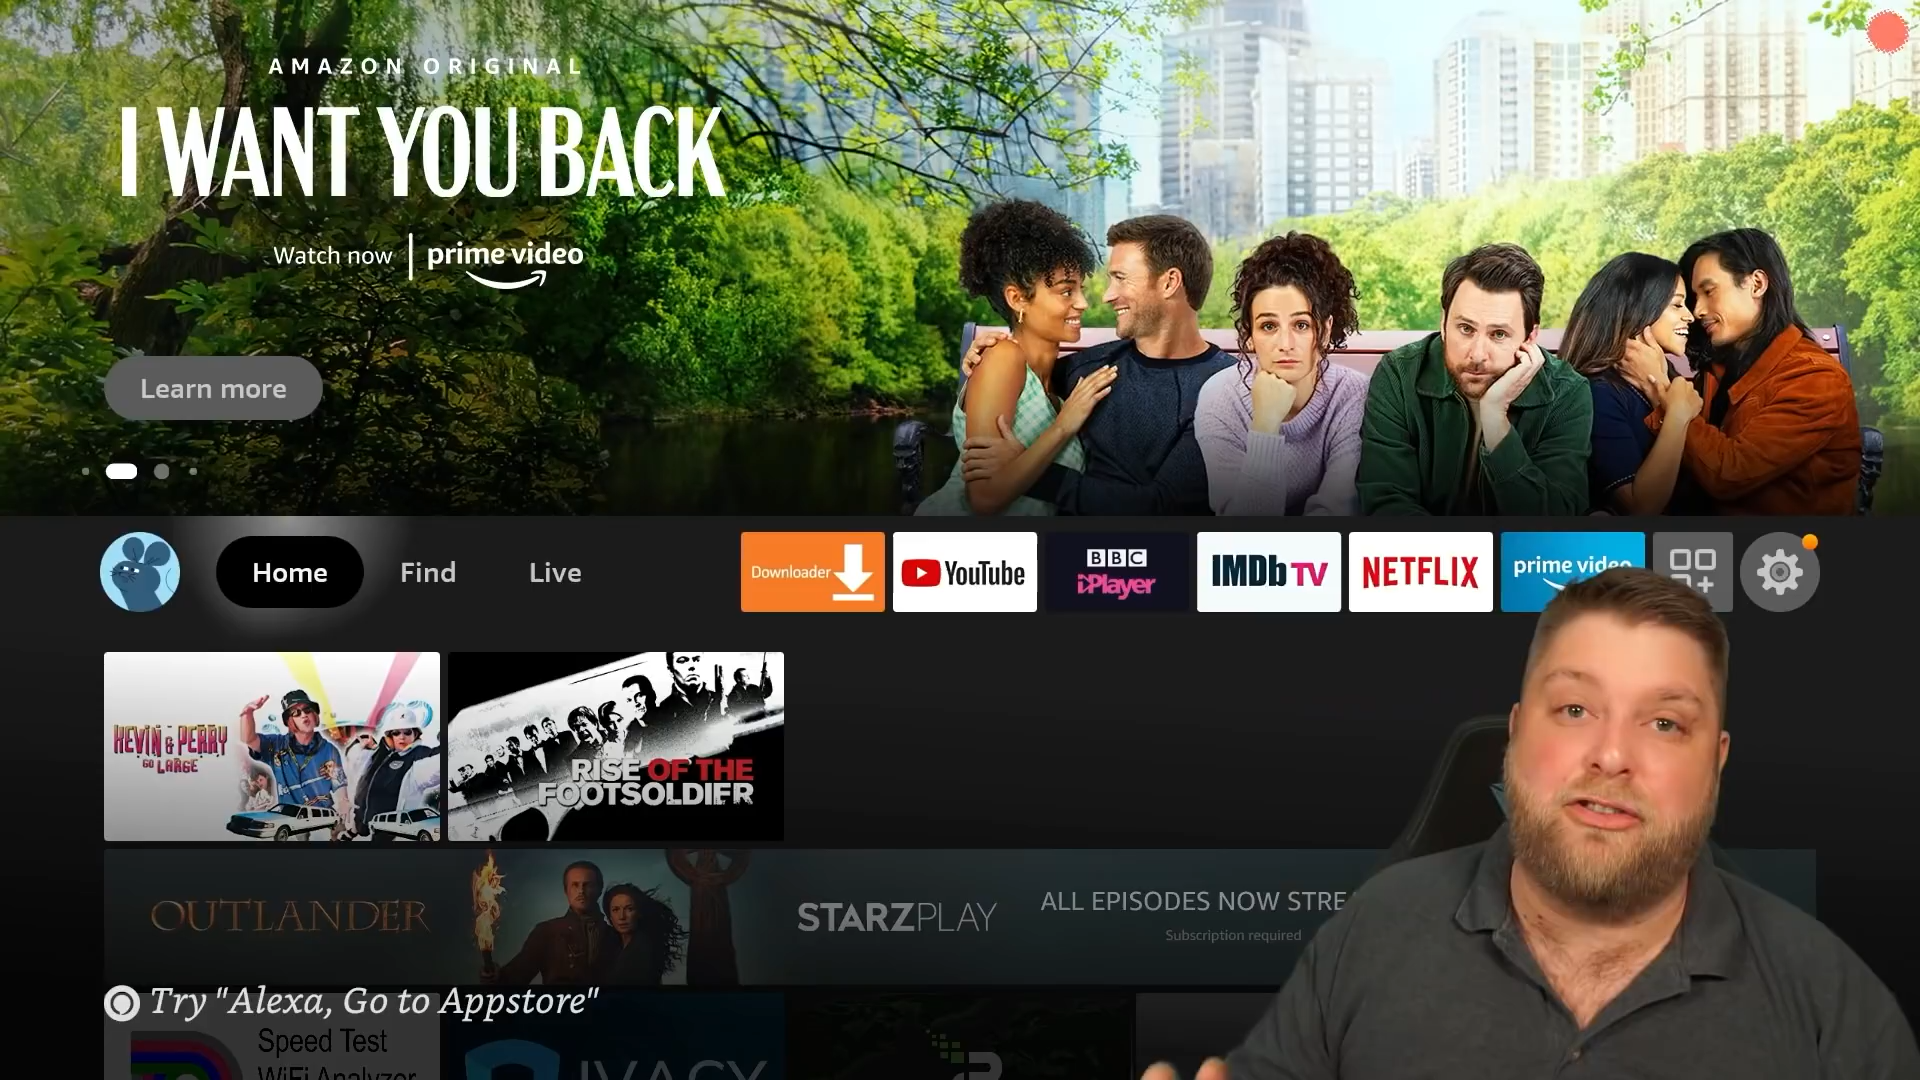 AMAZON ORIGINAL
I WANT YOU BACK
Watch now | prime video
Learn more
Home
Find
Live
Downloader
YouTube
BBC
iPlayer
IMDb TV
NETFLIX
prime video
KEVIN & PERRY
GO LARGE
RISE OF THE
FOOTSOLDIER
OUTLANDER
STARZPLAY
ALL EPISODES NOW STREA
Subscription required
Try "Alexa, Go to Appstore"
Speed Test
WiFi Analyzer
IVACY